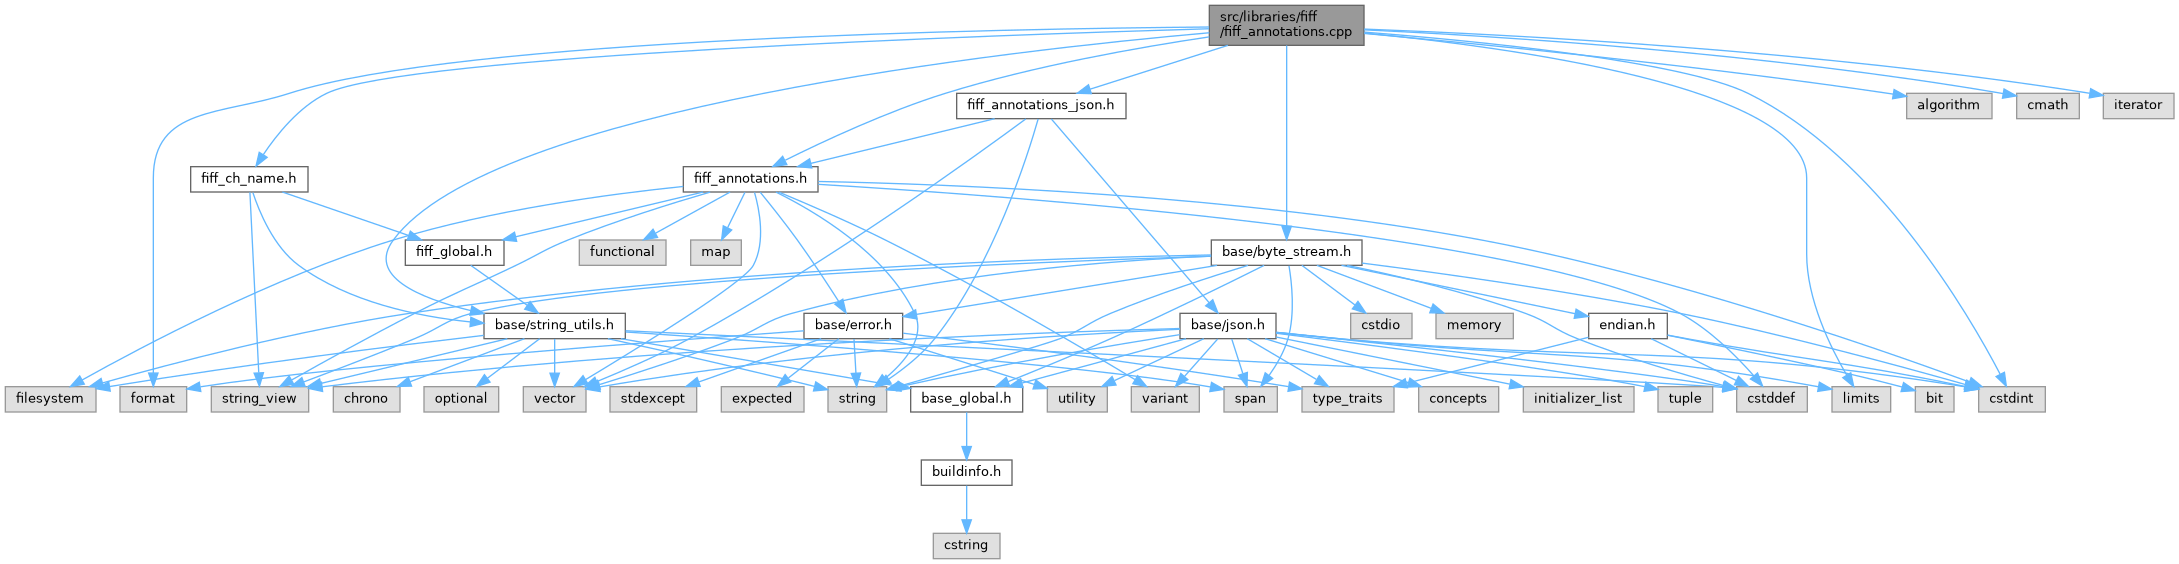 src/libraries/fiff
/fiff_annotations.cpp
fiff_annotations_json.h
algorithm
cmath
iterator
fiff_ch_name.h
fiff_annotations.h
fiff_global.h
functional
map
base/byte_stream.h
base/string_utils.h
base/error.h
base/json.h
cstdio
memory
endian.h
filesystem
format
string_view
chrono
optional
vector
stdexcept
expected
string
base_global.h
utility
variant
span
type_traits
concepts
initializer_list
tuple
cstddef
limits
bit
cstdint
buildinfo.h
cstring